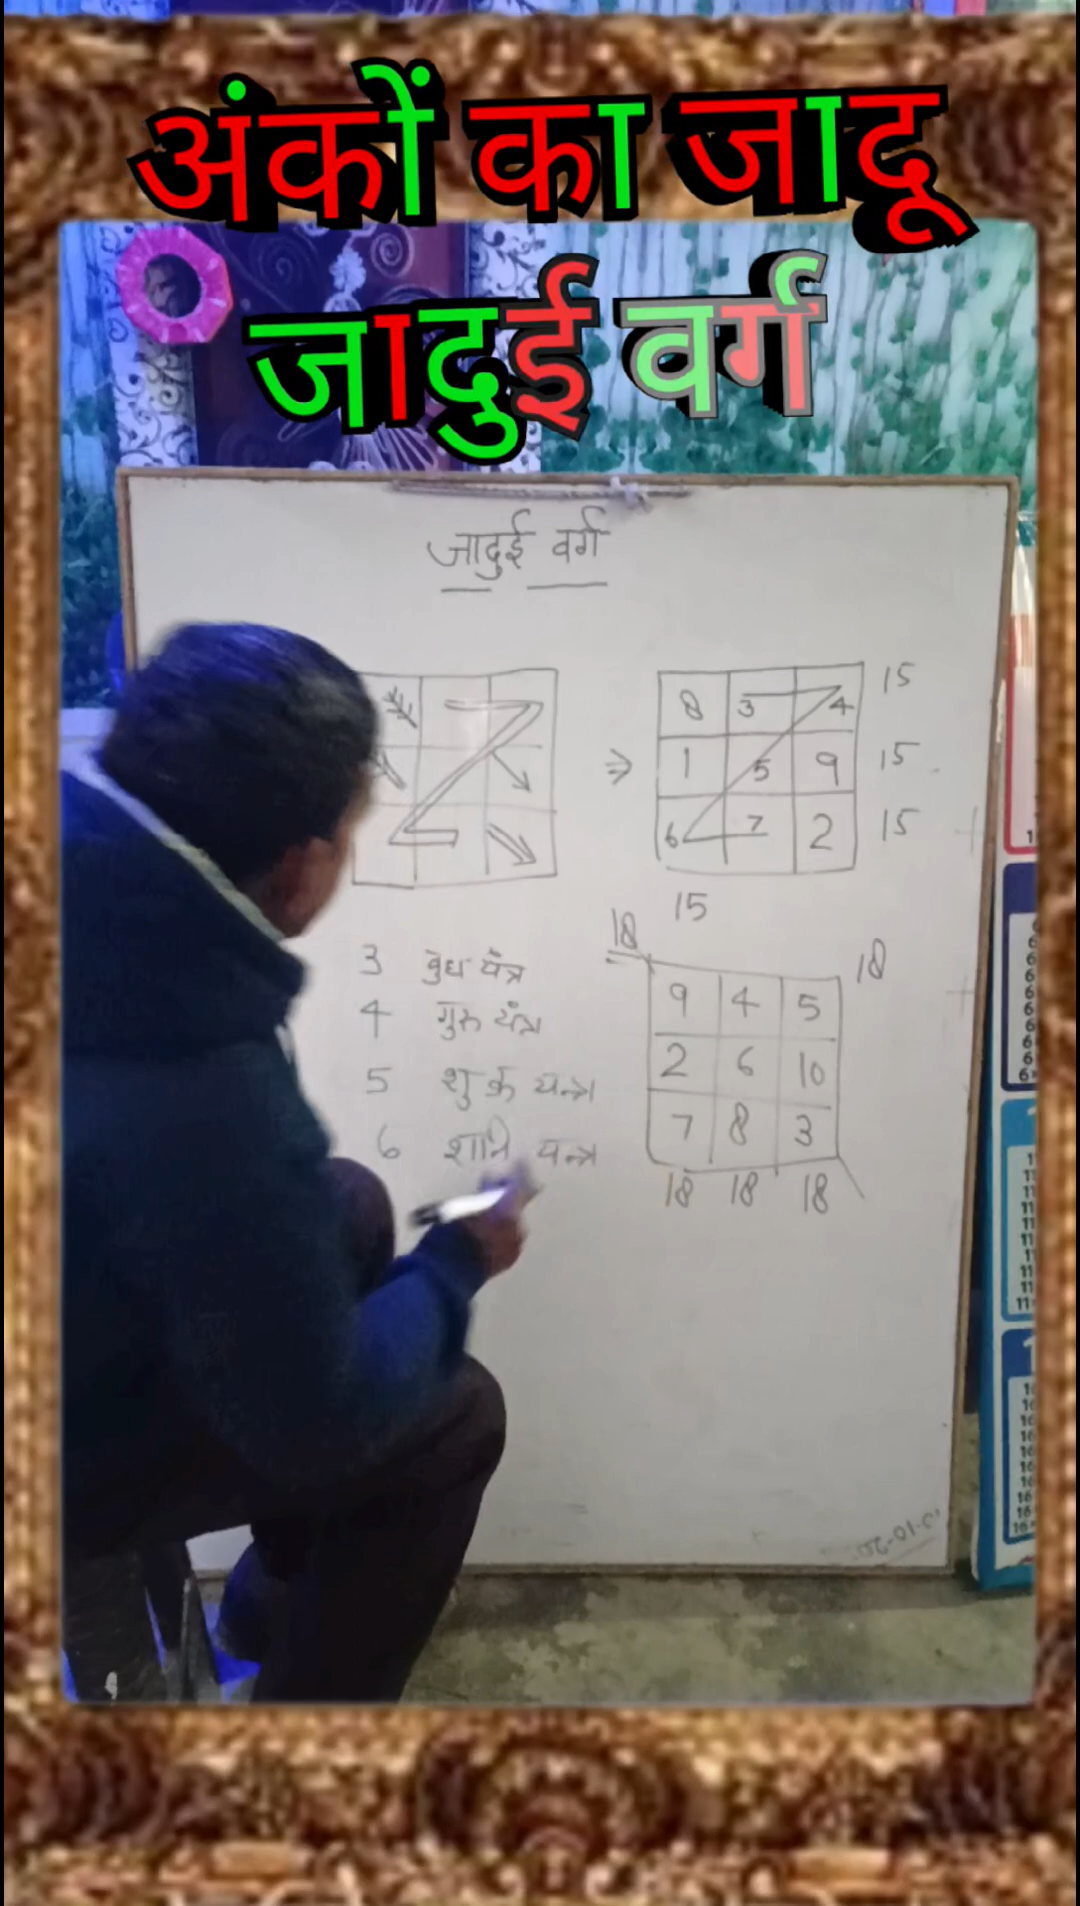 अंकों का जादू
जादुई वर्ग
जादुई वर्ग
8 3 4 15
⇒ 1 5 9 15
6 7 2 15
15
18 18
9 4 5
2 6 10
7 8 3
18 18 18
3 बुध यंत्र
4 गुरु यंत्र
5 शुक्र यन्त्र
6 शनि यन्त्र